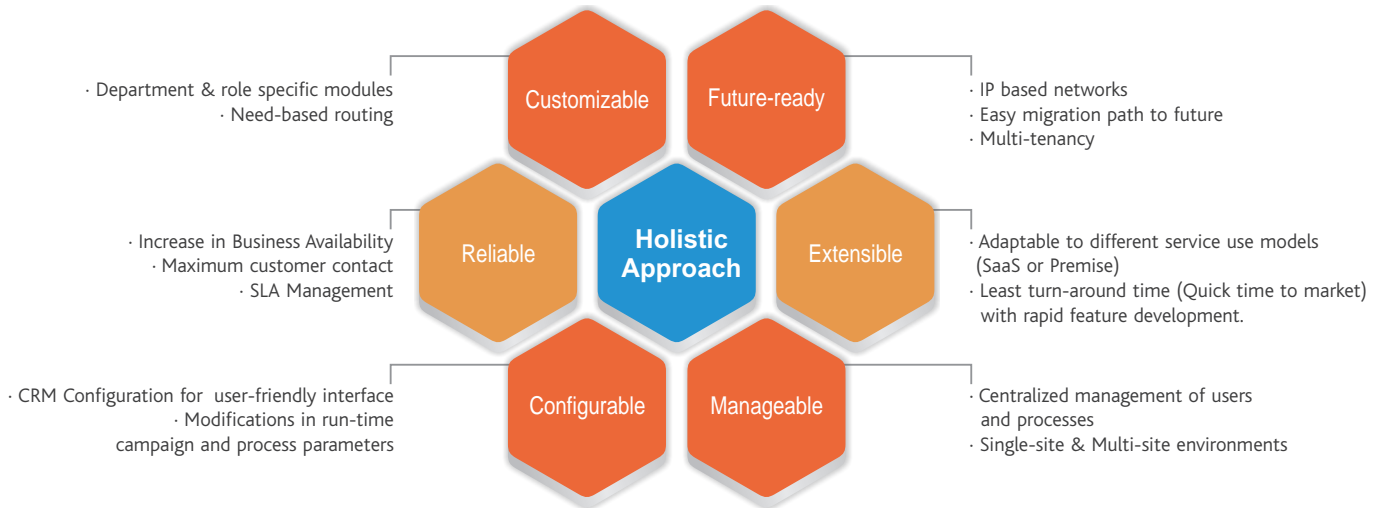 Customizable
· Department & role specific modules
· Need-based routing
Future-ready
· IP based networks
· Easy migration path to future
· Multi-tenancy
Reliable
· Increase in Business Availability
· Maximum customer contact
· SLA Management
Holistic
Approach
Extensible
· Adaptable to different service use models
(SaaS or Premise)
· Least turn-around time (Quick time to market)
with rapid feature development.
Configurable
· CRM Configuration for user-friendly interface
· Modifications in run-time
campaign and process parameters
Manageable
· Centralized management of users
and processes
· Single-site & Multi-site environments